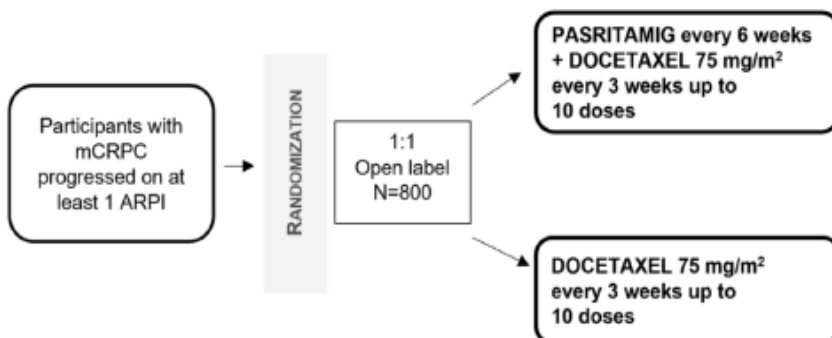 Participants with
mCRPC
progressed on at
least 1 ARPI
RANDOMIZATION
1:1
Open label
N=800
PASRITAMIG every 6 weeks
+ DOCETAXEL 75 mg/m²
every 3 weeks up to
10 doses
DOCETAXEL 75 mg/m²
every 3 weeks up to
10 doses